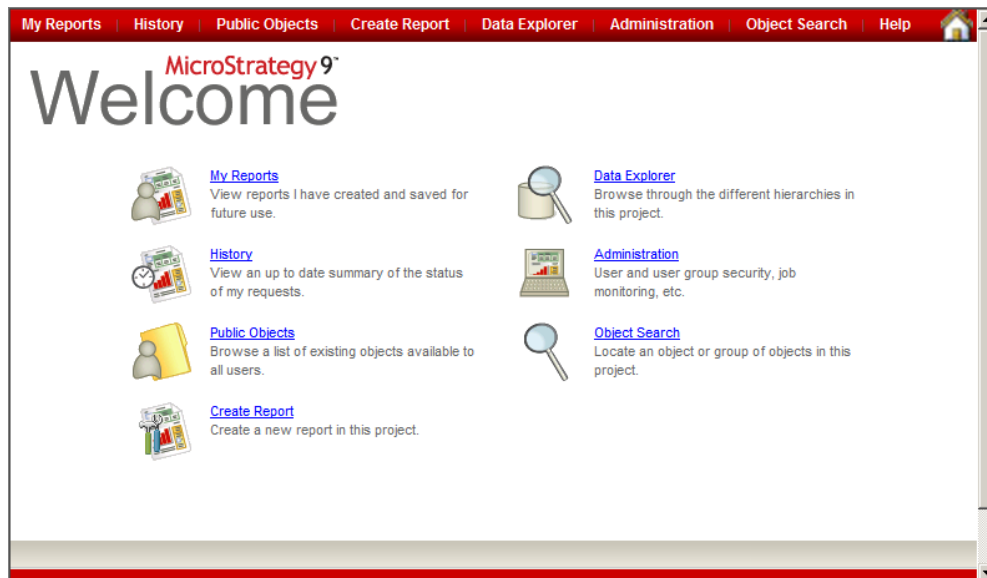 My Reports | History | Public Objects | Create Report | Data Explorer | Administration | Object Search | Help
MicroStrategy 9™
Welcome
My Reports
View reports I have created and saved for
future use.
History
View an up to date summary of the status
of my requests.
Public Objects
Browse a list of existing objects available to
all users.
Create Report
Create a new report in this project.
Data Explorer
Browse through the different hierarchies in
this project.
Administration
User and user group security, job
monitoring, etc.
Object Search
Locate an object or group of objects in this
project.